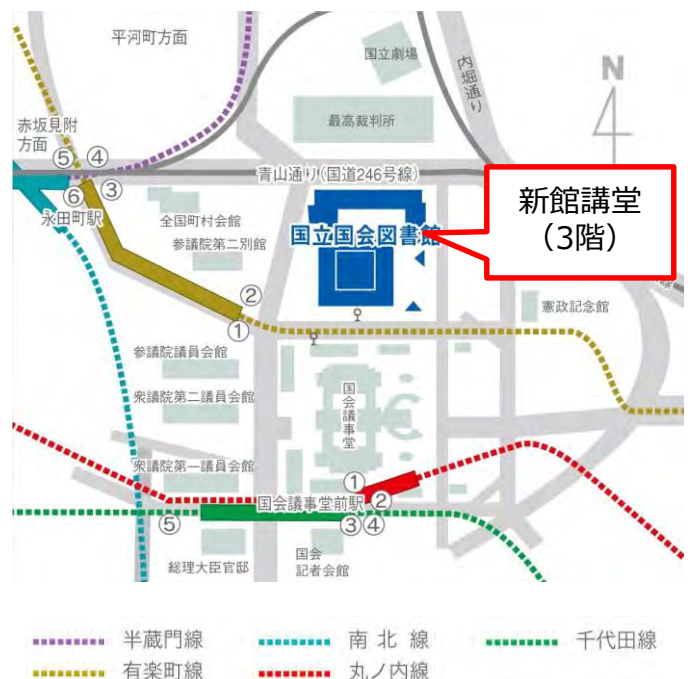 平河町方面
国立劇場
内堀通り
N
最高裁判所
赤坂見附
方面
⑤
④
⑥
③
青山通り(国道246号線)
永田町駅
全国町村会館
参議院第二別館
国立国会図書館
新館講堂
(3階)
②
①
憲政記念館
参議院議員会館
衆議院第二議員会館
国会議事堂
衆議院第一議員会館
①
②
国会議事堂前駅
⑤
③④
総理大臣官邸
国会
記者会館
半蔵門線
南北線
千代田線
有楽町線
丸ノ内線